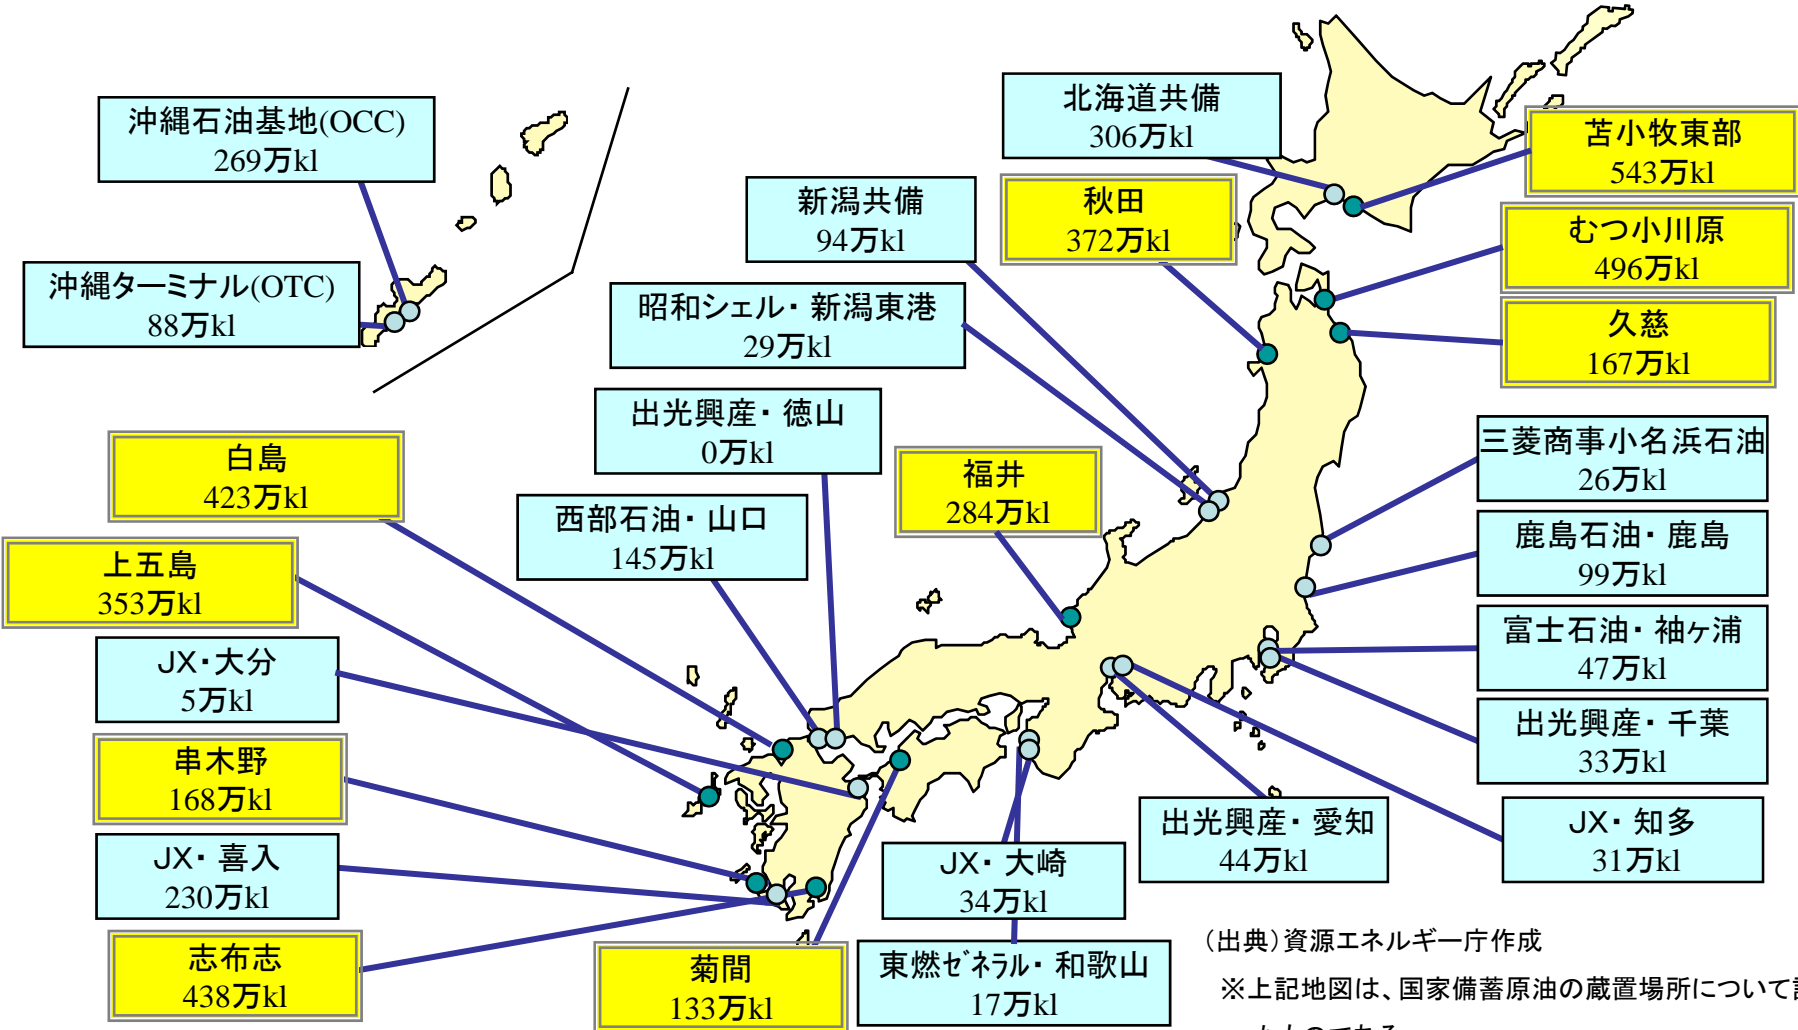 北海道共備
306万kl
苫小牧東部
543万kl
沖縄石油基地(OCC)
269万kl
新潟共備
94万kl
秋田
372万kl
むつ小川原
496万kl
沖縄ターミナル(OTC)
88万kl
昭和シェル・新潟東港
29万kl
久慈
167万kl
出光興産・徳山
0万kl
三菱商事小名浜石油
26万kl
白島
423万kl
福井
284万kl
西部石油・山口
145万kl
鹿島石油・鹿島
99万kl
上五島
353万kl
富士石油・袖ヶ浦
47万kl
JX・大分
5万kl
出光興産・千葉
33万kl
串木野
168万kl
出光興産・愛知
44万kl
JX・知多
31万kl
JX・喜入
230万kl
JX・大崎
34万kl
志布志
438万kl
菊間
133万kl
東燃ｾﾞﾈﾗﾙ・和歌山
17万kl
（出典）資源エネルギー庁作成
※上記地図は、国家備蓄原油の蔵置場所について